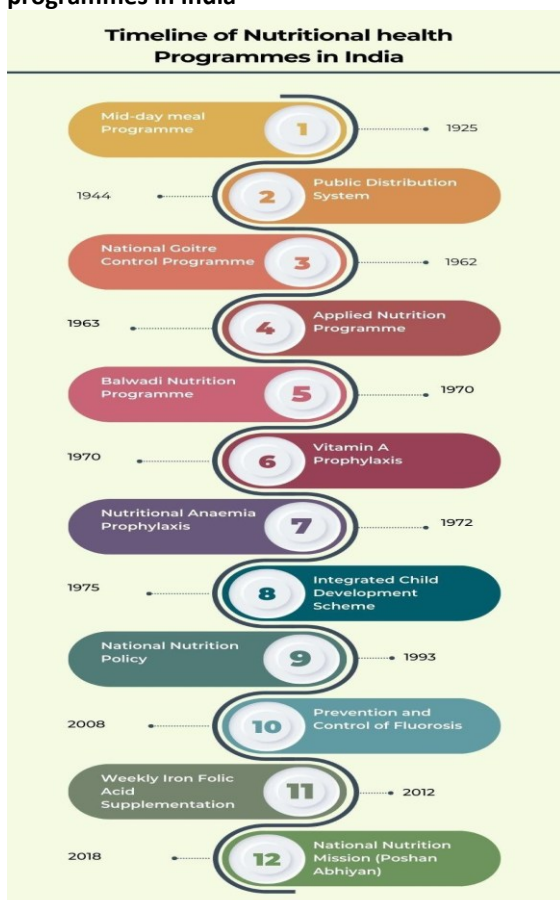 programmes in India
Timeline of Nutritional health
Programmes in India
Mid-day meal
Programme
1
1925
1944
2
Public Distribution
System
National Goitre
Control Programme
3
1962
1963
4
Applied Nutrition
Programme
Balwadi Nutrition
Programme
5
1970
1970
6
Vitamin A
Prophylaxis
Nutritional Anaemia
Prophylaxis
7
1972
1975
8
Integrated Child
Development
Scheme
National Nutrition
Policy
9
1993
2008
10
Prevention and
Control of Fluorosis
Weekly Iron Folic
Acid
Supplementation
11
2012
2018
12
National Nutrition
Mission (Poshan
Abhiyan)